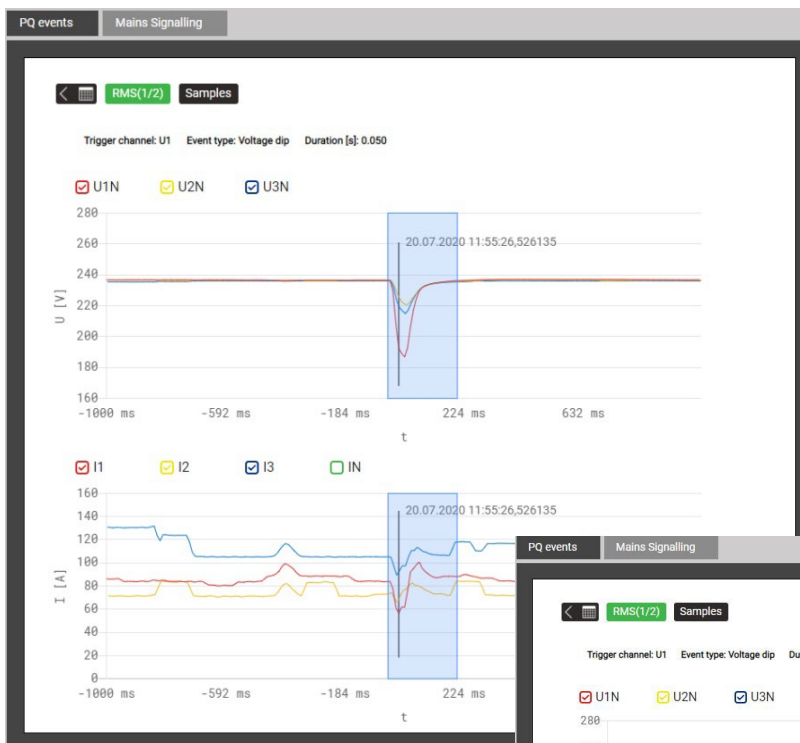 PQ events Mains Signalling
RMS(1/2) Samples
Trigger channel: U1 Event type: Voltage dip Duration [s]: 0.050
U1N U2N U3N
280
260
20.07.2020 11:55:26,526135
240
220
200
180
160
U [V]
-1000 ms -592 ms -184 ms 224 ms 632 ms
t
I1 I2 I3 IN
160
140
20.07.2020 11:55:26,526135
120
100
80
60
40
20
0
I [A]
-1000 ms -592 ms -184 ms 224 ms
t
PQ events Mains Signalling
RMS(1/2) Samples
Trigger channel: U1 Event type: Voltage dip Du
U1N U2N U3N
280